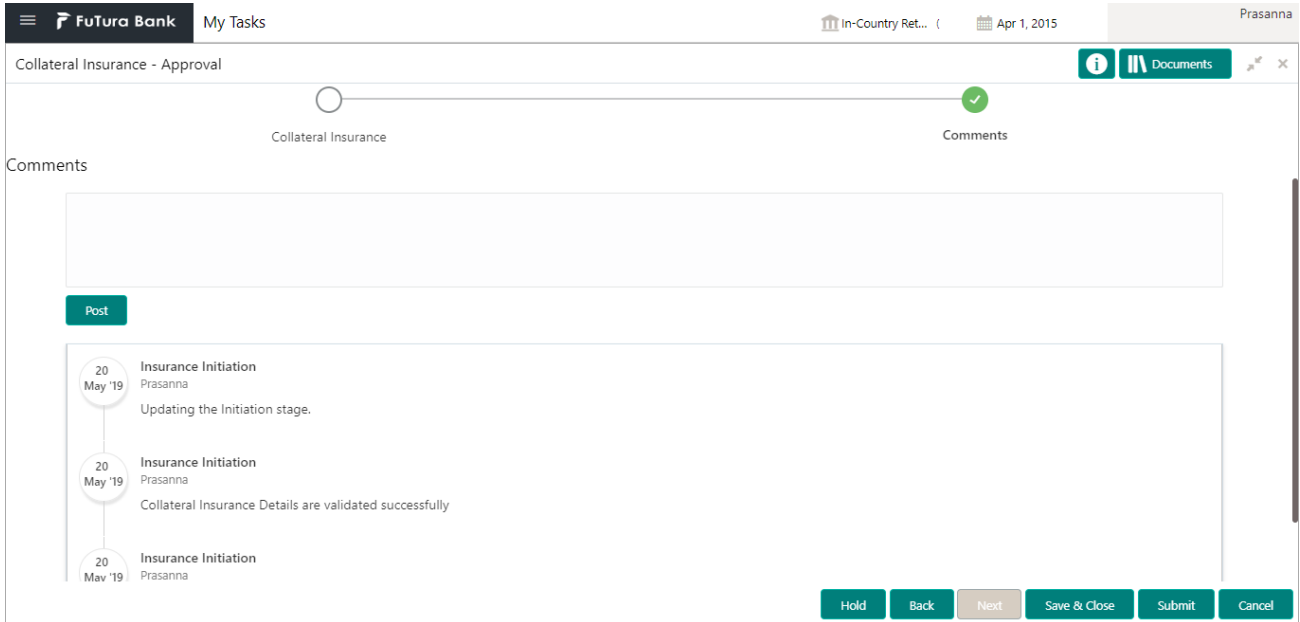 FuTura Bank
My Tasks
In-Country Ret... (
Apr 1, 2015
Prasanna
Collateral Insurance - Approval
i
Documents
Collateral Insurance
Comments
Comments
Post
20
May '19
Insurance Initiation
Prasanna
Updating the Initiation stage.
20
May '19
Insurance Initiation
Prasanna
Collateral Insurance Details are validated successfully
20
May '19
Insurance Initiation
Prasanna
Hold
Back
Next
Save & Close
Submit
Cancel